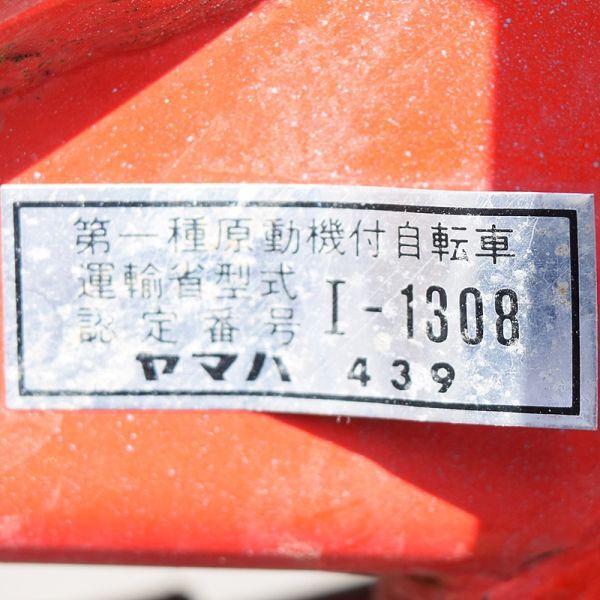 第一種原動機付自転車
運輸省型式
認定番号 I-1308
ヤマハ 439